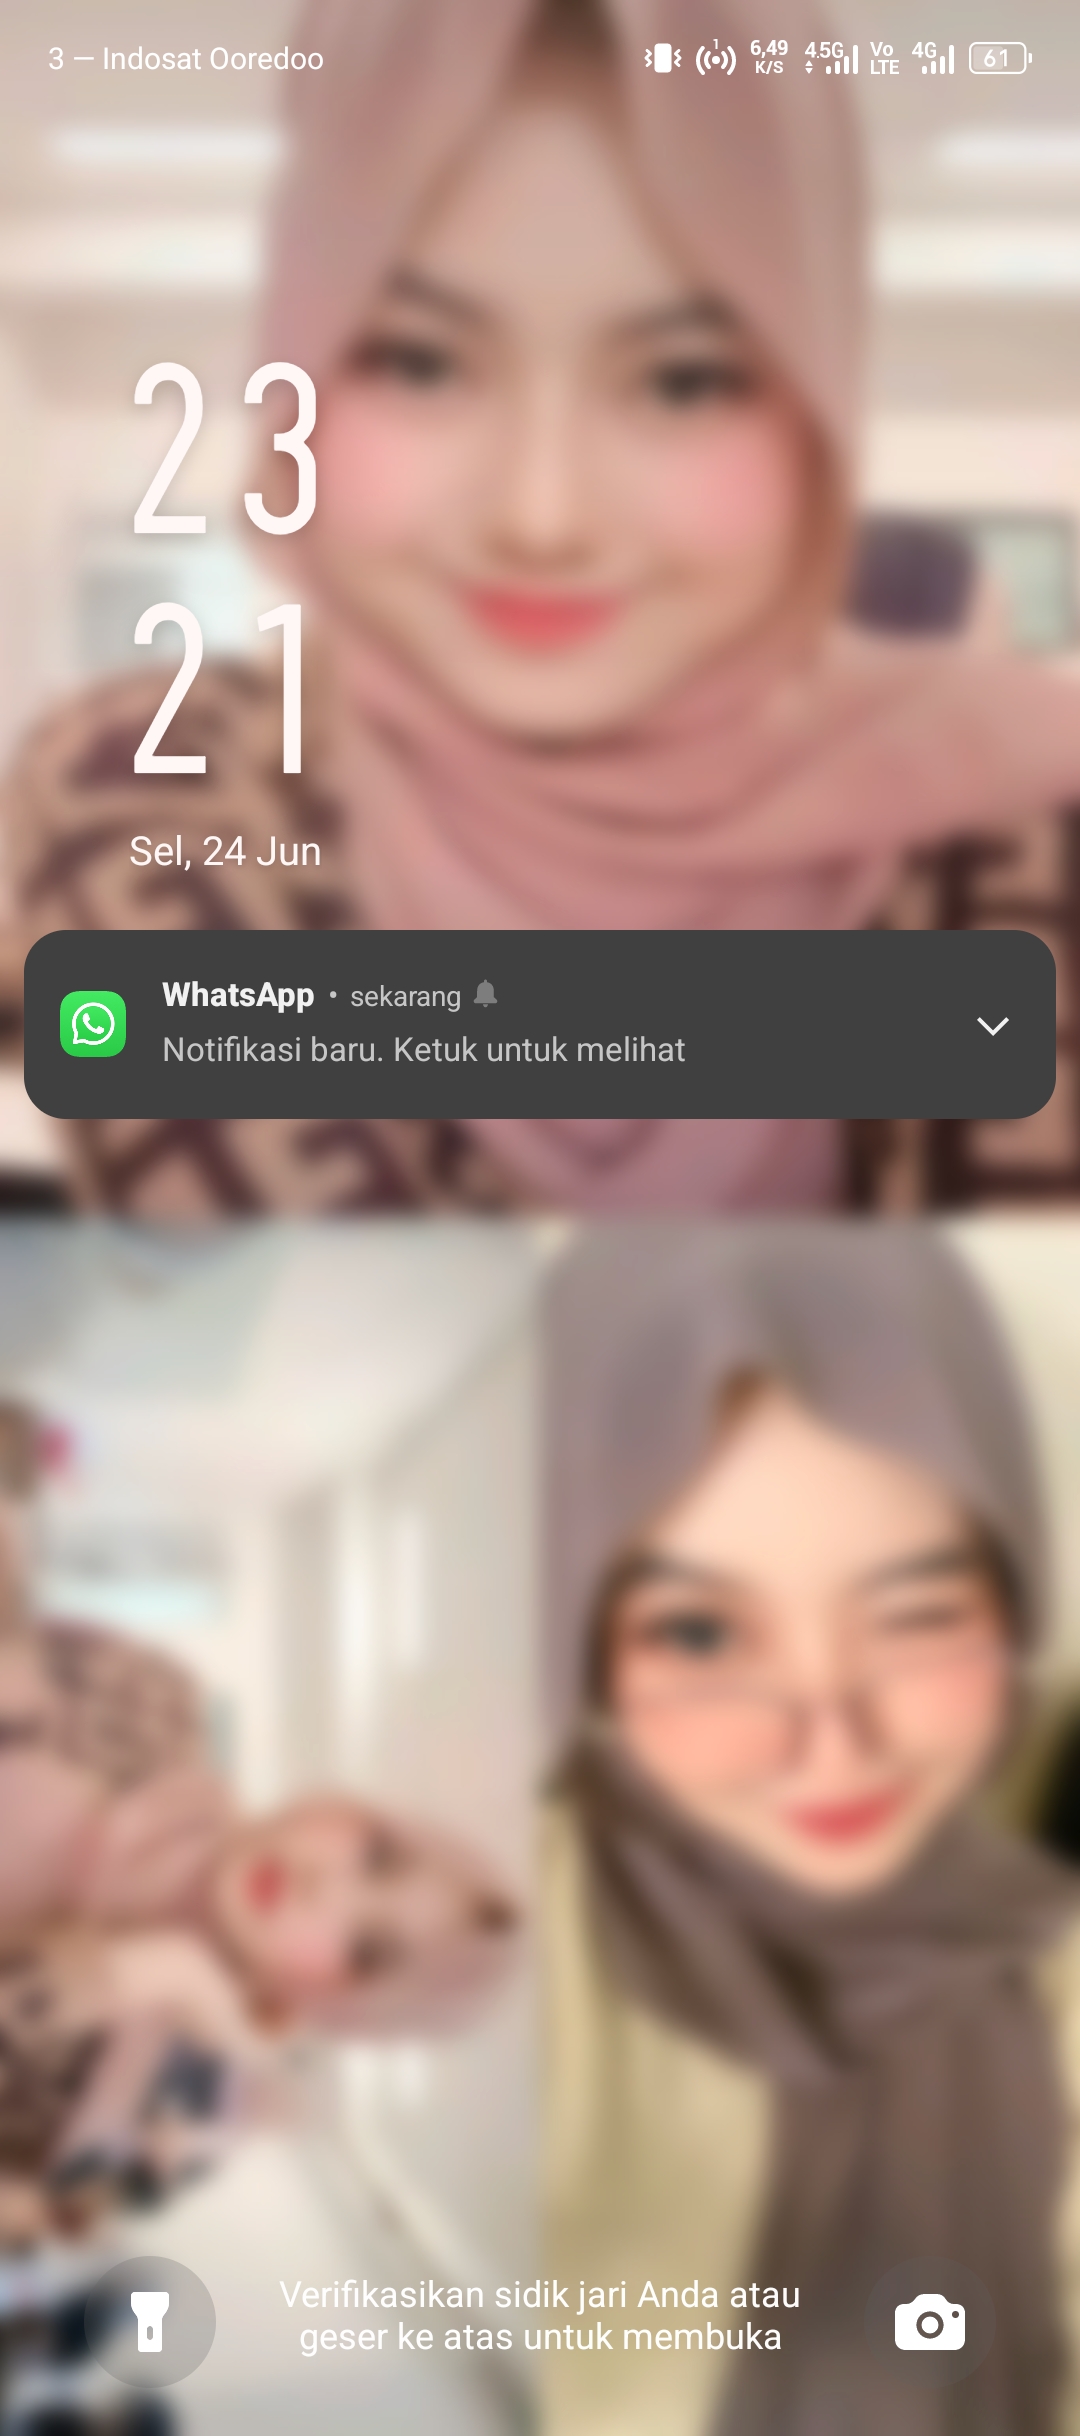 3 — Indosat Ooredoo
1
6,49
K/S
4.5G
Vo
LTE
4G
61
23
21
Sel, 24 Jun
WhatsApp • sekarang
Notifikasi baru. Ketuk untuk melihat
Verifikasikan sidik jari Anda atau
geser ke atas untuk membuka